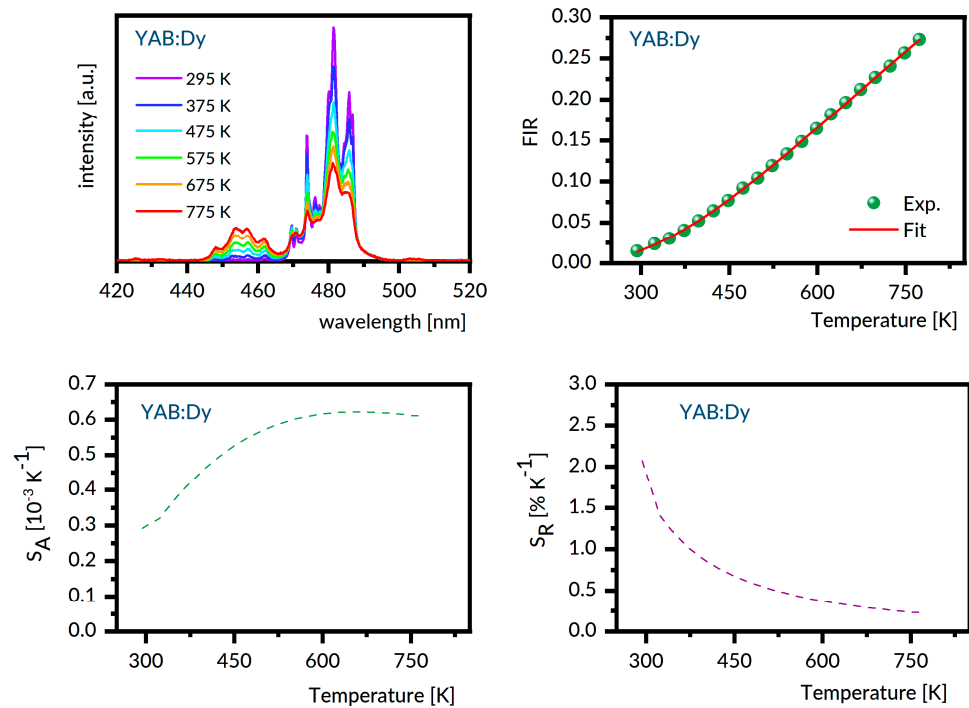 YAB:Dy
295 K
375 K
475 K
575 K
675 K
775 K
intensity [a.u.]
420 440 460 480 500 520
wavelength [nm]
YAB:Dy
0.30
0.25
0.20
0.15
0.10
0.05
0.00
FIR
Exp.
Fit
300 450 600 750
Temperature [K]
YAB:Dy
0.7
0.6
0.5
0.4
0.3
0.2
0.1
0.0
S_A [10⁻³ K⁻¹]
300 450 600 750
Temperature [K]
YAB:Dy
3.0
2.5
2.0
1.5
1.0
0.5
0.0
S_R [% K⁻¹]
300 450 600 750
Temperature [K]